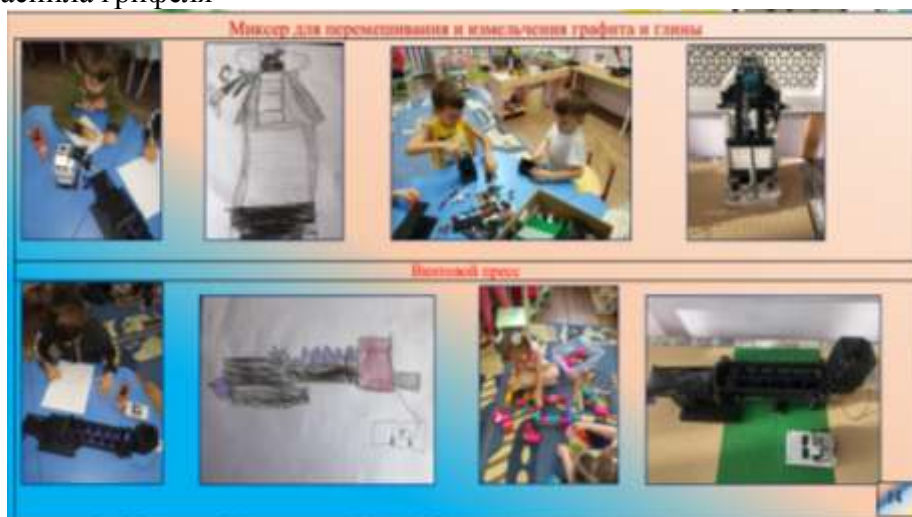 Миксер для перемешивания и измельчения графита и глины
Винтовой пресс